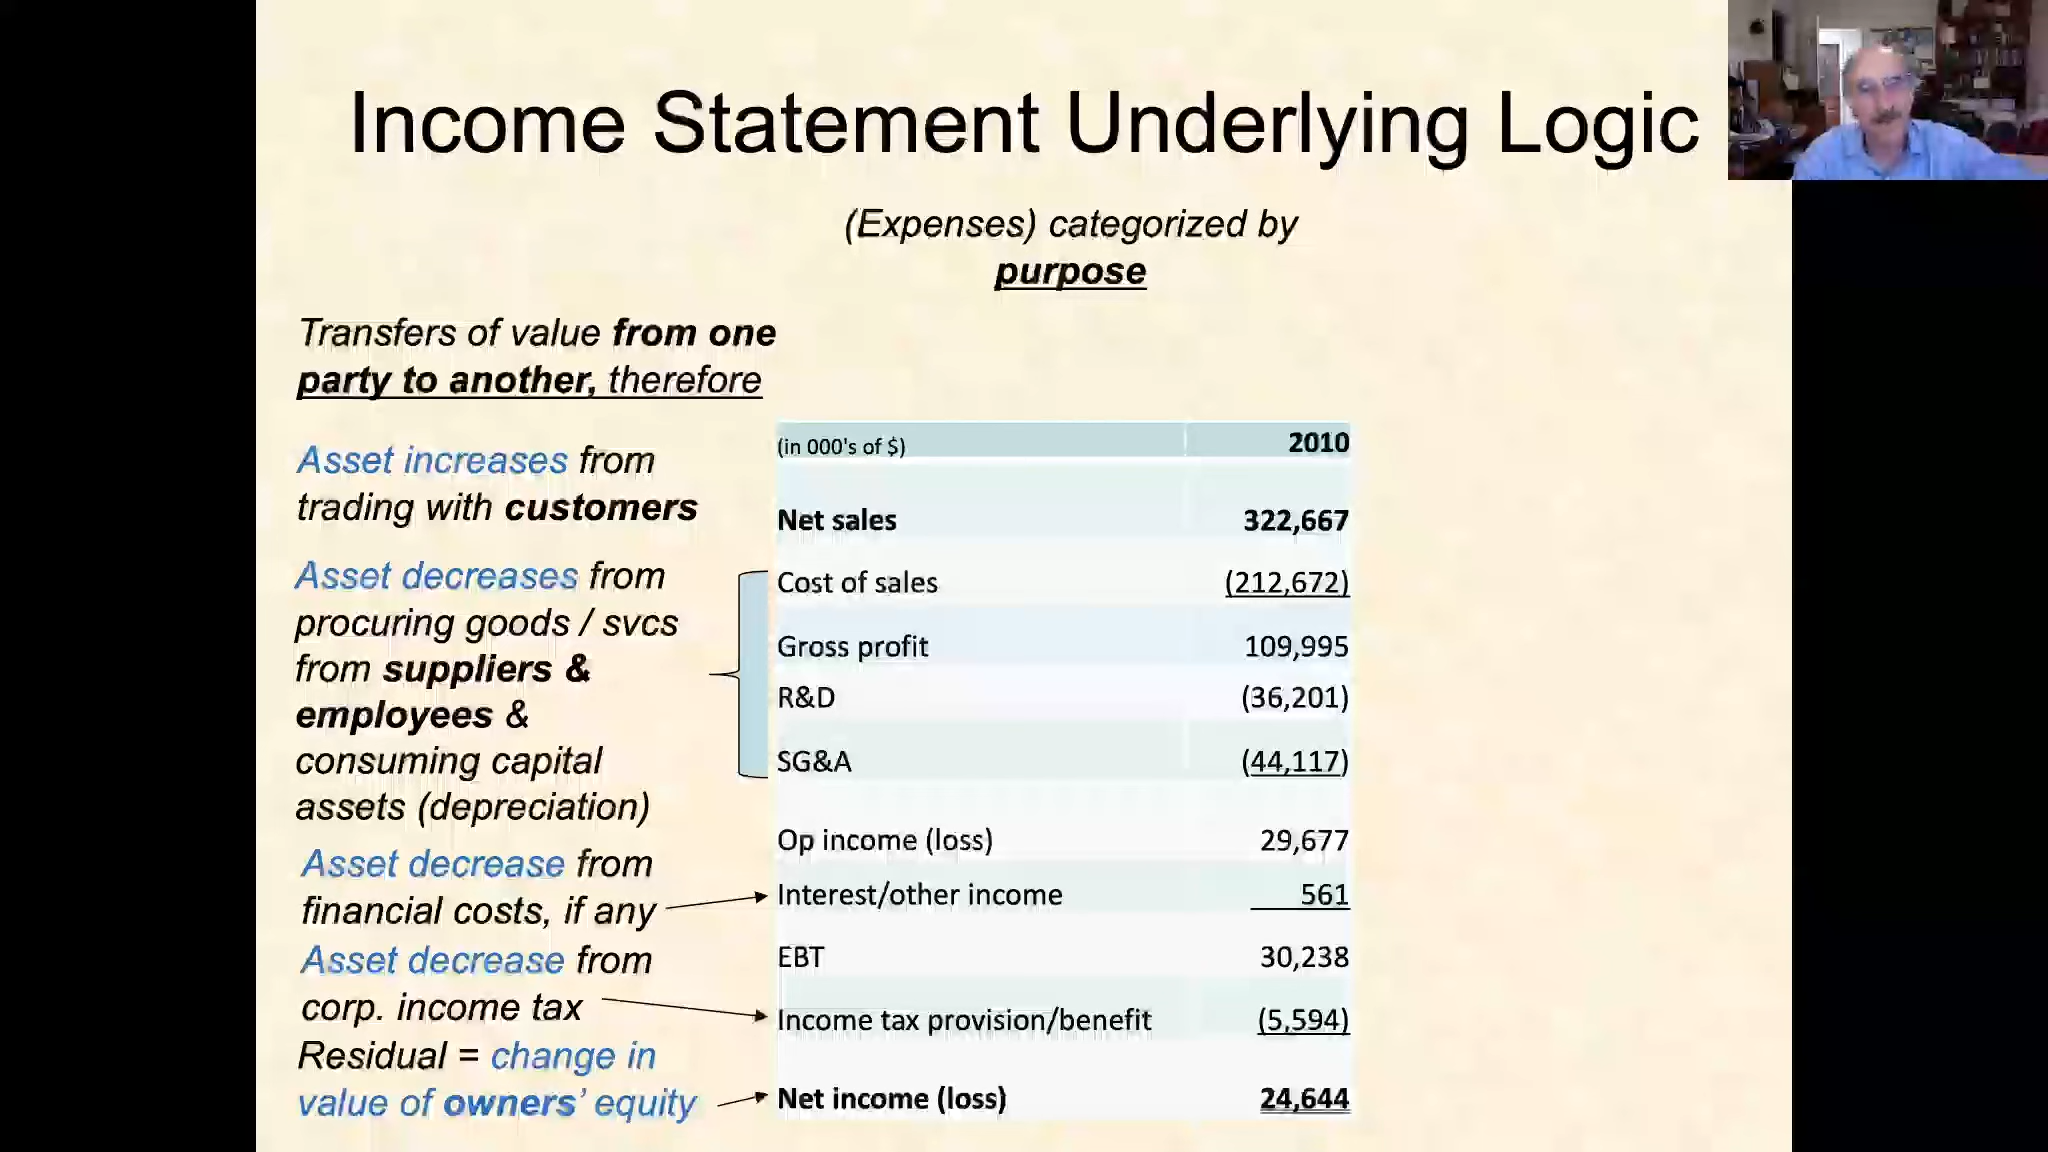 Income Statement Underlying Logic
(Expenses) categorized by
purpose
Transfers of value from one
party to another, therefore
Asset increases from
trading with customers
Asset decreases from
procuring goods / svcs
from suppliers &
employees &
consuming capital
assets (depreciation)
Asset decrease from
financial costs, if any
Asset decrease from
corp. income tax
Residual = change in
value of owners’ equity
(in 000's of $) 2010
Net sales 322,667
Cost of sales (212,672)
Gross profit 109,995
R&D (36,201)
SG&A (44,117)
Op income (loss) 29,677
Interest/other income 561
EBT 30,238
Income tax provision/benefit (5,594)
Net income (loss) 24,644